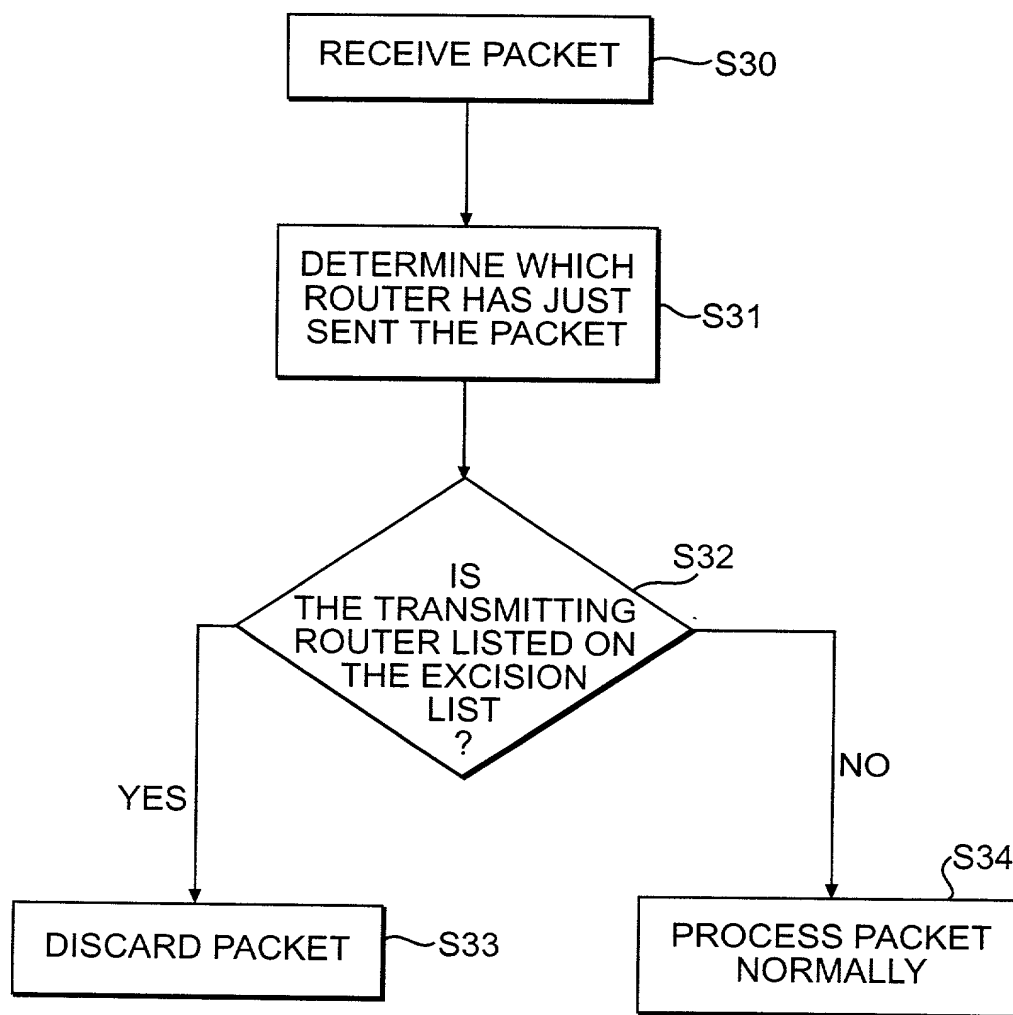 RECEIVE PACKET
S30
DETERMINE WHICH
ROUTER HAS JUST
SENT THE PACKET
S31
S32
IS
THE TRANSMITTING
ROUTER LISTED ON
THE EXCISION
LIST
?
YES
NO
DISCARD PACKET
S33
S34
PROCESS PACKET
NORMALLY